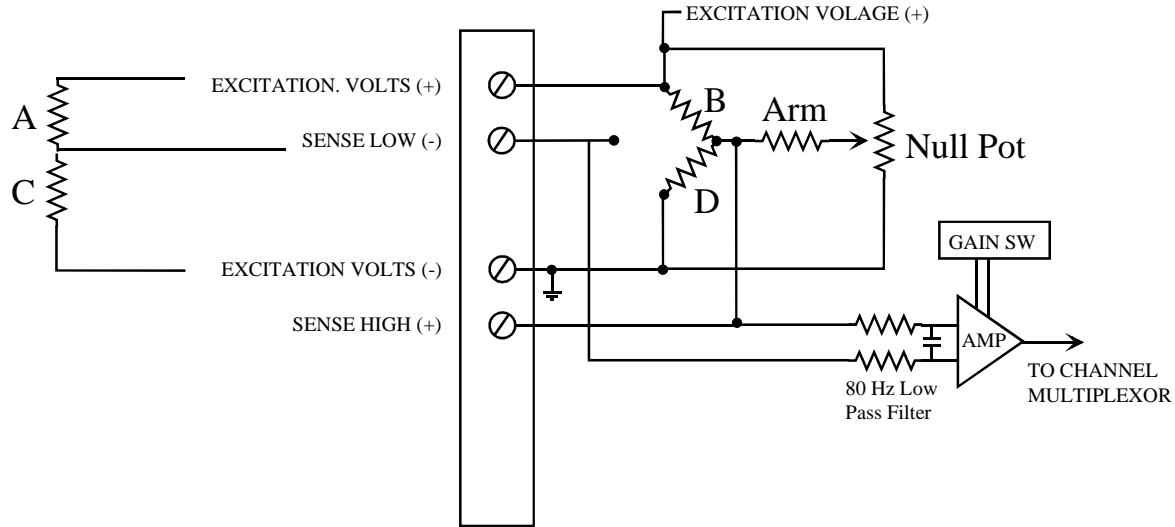 EXCITATION VOLAGE (+)
EXCITATION. VOLTS (+)
A
B
Arm
SENSE LOW (-)
Null Pot
C
D
EXCITATION VOLTS (-)
GAIN SW
SENSE HIGH (+)
AMP
80 Hz Low
Pass Filter
TO CHANNEL
MULTIPLEXOR